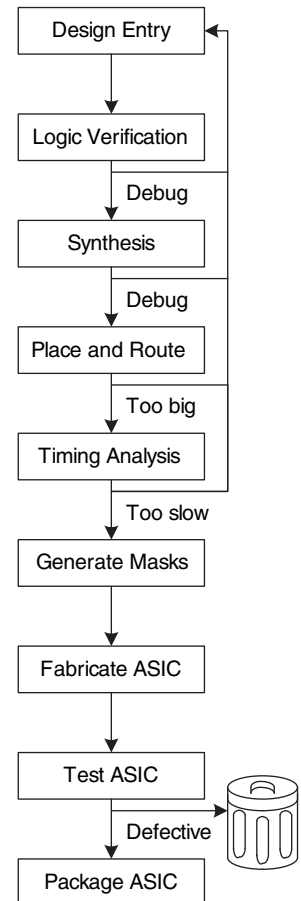 Design Entry
Logic Verification
Debug
Synthesis
Debug
Place and Route
Too big
Timing Analysis
Too slow
Generate Masks
Fabricate ASIC
Test ASIC
Defective
Package ASIC